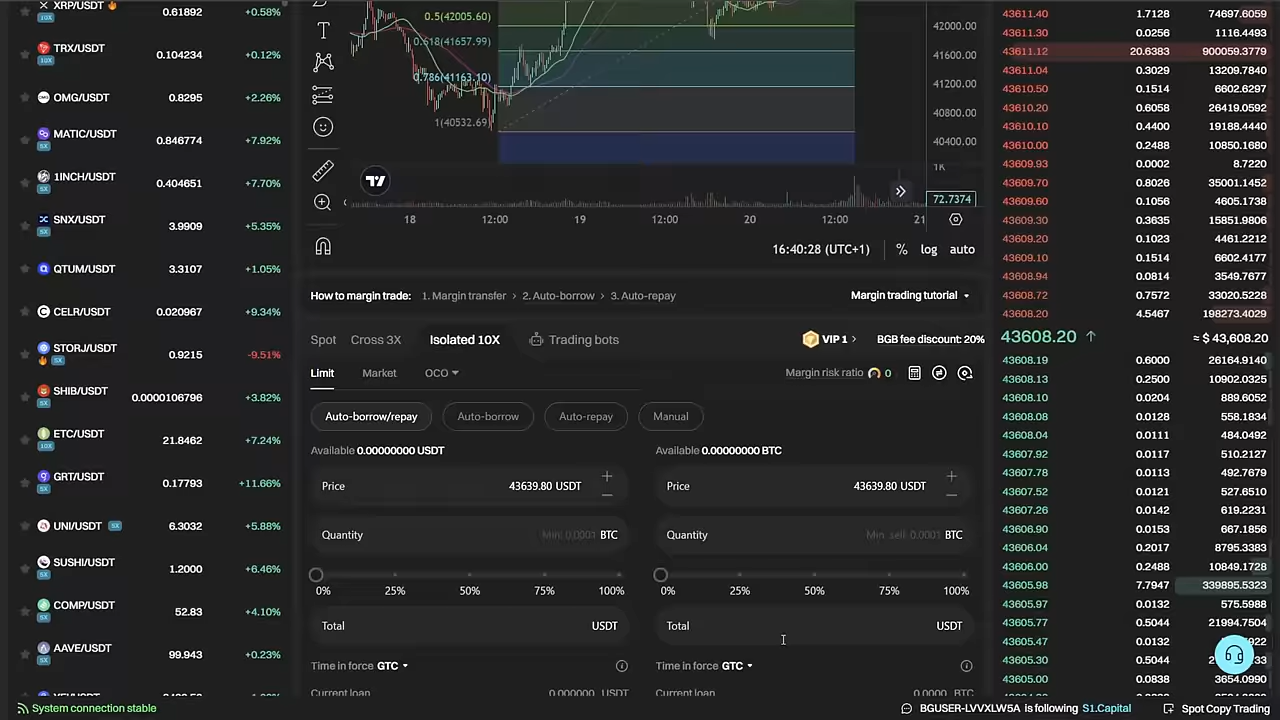 XRP/USDT 0.61892 +0.58%
10X
TRX/USDT 0.104234 +0.12%
10X
OMG/USDT 0.8295 +2.26%
MATIC/USDT 0.846774 +7.92%
5X
1INCH/USDT 0.404651 +7.70%
5X
SNX/USDT 3.9909 +5.35%
5X
QTUM/USDT 3.3107 +1.05%
CELR/USDT 0.020967 +9.34%
STORJ/USDT 0.9215 -9.51%
5X
SHIB/USDT 0.0000106796 +3.82%
5X
ETC/USDT 21.8462 +7.24%
10X
GRT/USDT 0.17793 +11.66%
5X
UNI/USDT 5X 6.3032 +5.88%
SUSHI/USDT 1.2000 +6.46%
5X
COMP/USDT 52.83 +4.10%
5X
AAVE/USDT 99.943 +0.23%
5X
System connection stable
0.5(42005.60)
0.618(41657.99)
0.786(41163.10)
1(40532.69)
42000.00
41600.00
41200.00
40800.00
40400.00
1K
72.7374
18 12:00 19 12:00 20 12:00 21
16:40:28 (UTC+1) % log auto
How to margin trade: 1. Margin transfer > 2. Auto-borrow > 3. Auto-repay Margin trading tutorial
Spot Cross 3X Isolated 10X Trading bots VIP 1 > BGB fee discount: 20%
Limit Market OCO Margin risk ratio 0
Auto-borrow/repay Auto-borrow Auto-repay Manual
Available 0.00000000 USDT Available 0.00000000 BTC
Price 43639.80 USDT Price 43639.80 USDT
Quantity Min. 0.0001 BTC Quantity Min. sell 0.0001 BTC
0% 25% 50% 75% 100% 0% 25% 50% 75% 100%
Total USDT Total USDT
Time in force GTC Time in force GTC
Current loan 0.000000 USDT Current loan 0.0000 BTC
43611.40 1.7128 74697.6059
43611.30 0.0256 1116.4493
43611.12 20.6383 900059.3779
43611.04 0.3029 13209.7840
43610.50 0.1514 6602.6297
43610.20 0.6058 26419.0592
43610.10 0.4400 19188.4440
43610.00 0.2488 10850.1680
43609.93 0.0002 8.7220
43609.70 0.8026 35001.1452
43609.60 0.1056 4605.1738
43609.30 0.3635 15851.9806
43609.20 0.1023 4461.2212
43609.10 0.1514 6602.4177
43608.94 0.0814 3549.7677
43608.72 0.7572 33020.5228
43608.20 4.5467 198273.4029
43608.20 ↑ ≈ $ 43,608.20
43608.19 0.6000 26164.9140
43608.13 0.2500 10902.0325
43608.10 0.0204 889.6052
43608.08 0.0128 558.1834
43608.04 0.0111 484.0492
43607.92 0.0117 510.2127
43607.78 0.0113 492.7679
43607.52 0.0121 527.6510
43607.26 0.0142 619.2231
43606.90 0.0153 667.1856
43606.04 0.2017 8795.3383
43606.00 0.2488 10849.1728
43605.98 7.7947 339895.5323
43605.97 0.0132 575.5988
43605.77 0.5044 21994.7504
43605.47 0.0132
43605.30 0.5044
43605.00 0.0838 3654.0990
BGUSER-LVVXLW5A is following S1.Capital Spot Copy Trading